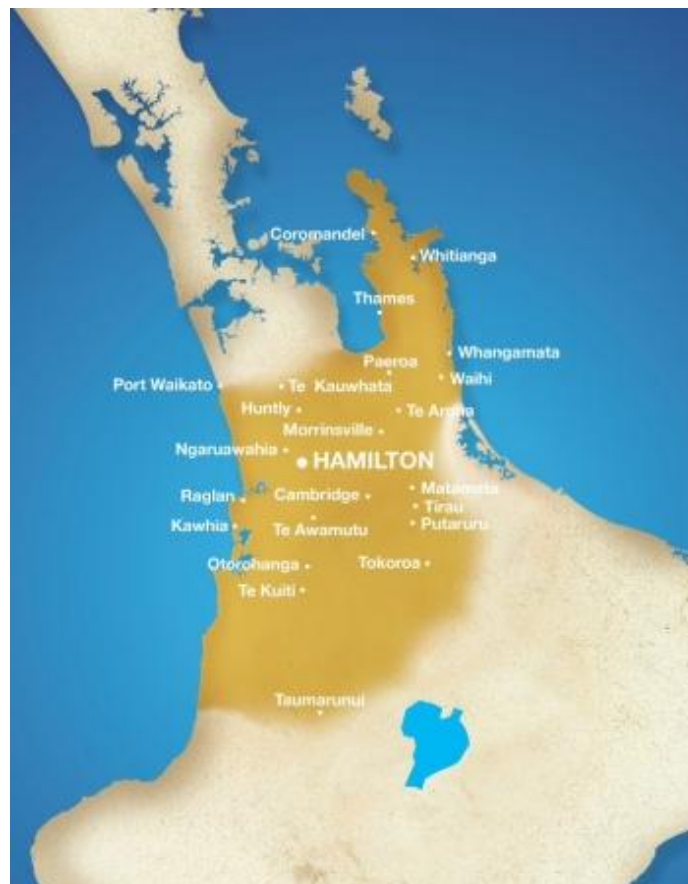 Coromandel
Whitianga
Thames
Whangamata
Paeroa
Waihi
Port Waikato
Te Kauwhata
Huntly
Te Aroha
Morrinsville
Ngaruawahia
HAMILTON
Matamata
Raglan
Cambridge
Tirau
Putaruru
Kawhia
Te Awamutu
Otorohanga
Tokoroa
Te Kuiti
Taumarunui